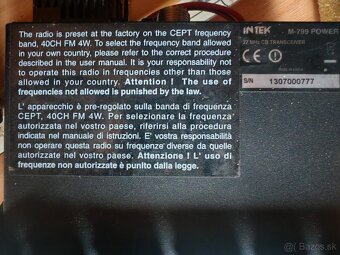 The radio is preset at the factory on the CEPT frequency
band, 40CH FM 4W. To select the frequency band allowed
in your own country, please refer to the correct procedure
described in the user manual. It is your responsibility not
to operate this radio in frequencies other than those
allowed in your country. Attention ! The use of
frequencies not allowed is punished by the law.
L' apparecchio è pre-regolato sulla banda di frequenza
CEPT, 40CH FM 4W. Per selezionare la frequenza
autorizzata nel vostro paese, riferirsi alla procedura
indicata nel manuale di istruzioni. E' vostra responsabilità
non operare questa radio su frequenze diverse da quelle
autorizzate nel vostro paese. Attenzione ! L' uso di
frequenze non autorizzate è punito dalla legge.
INTEK M-799 POWER
27 MHz CB TRANSCEIVER
CE
S/N 1307000777
bazos.sk